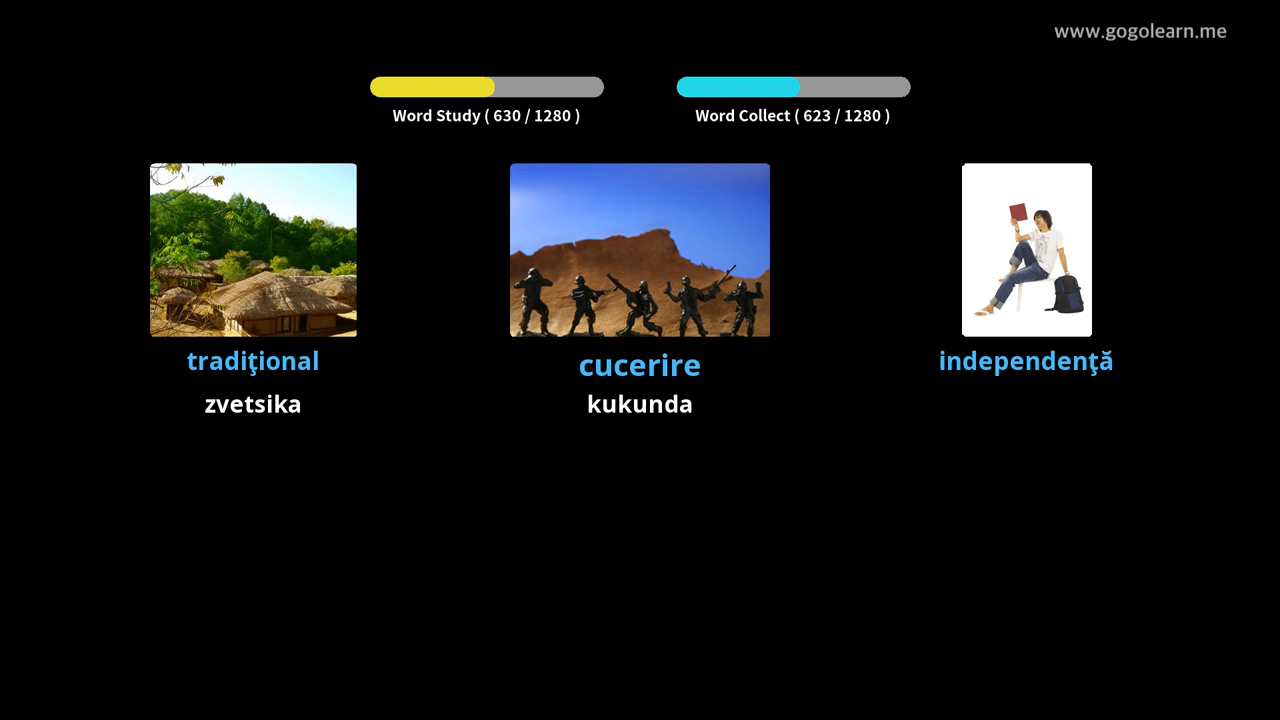 www.gogolearn.me
Word Study ( 630 / 1280 )
Word Collect ( 623 / 1280 )
tradiţional
cucerire
independenţă
zvetsika
kukunda